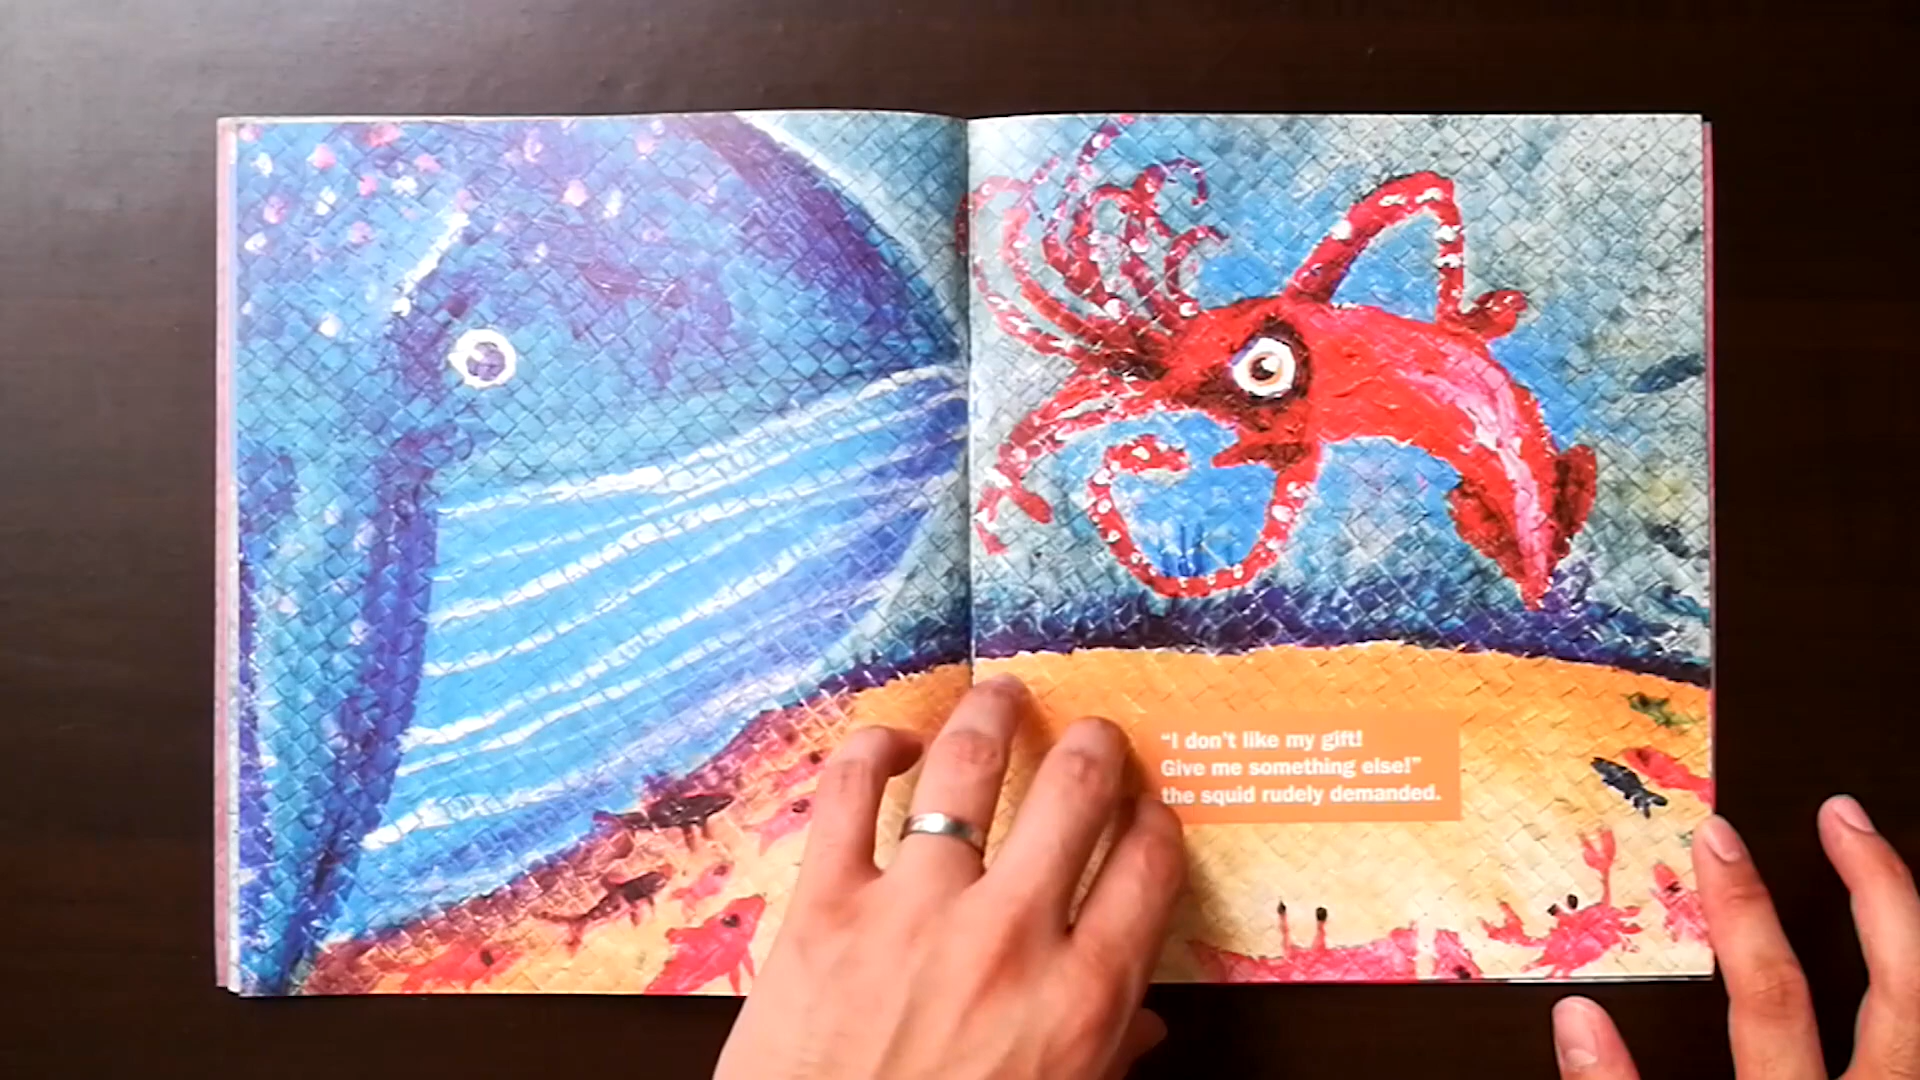 “I don’t like my gift!
Give me something else!”
the squid rudely demanded.